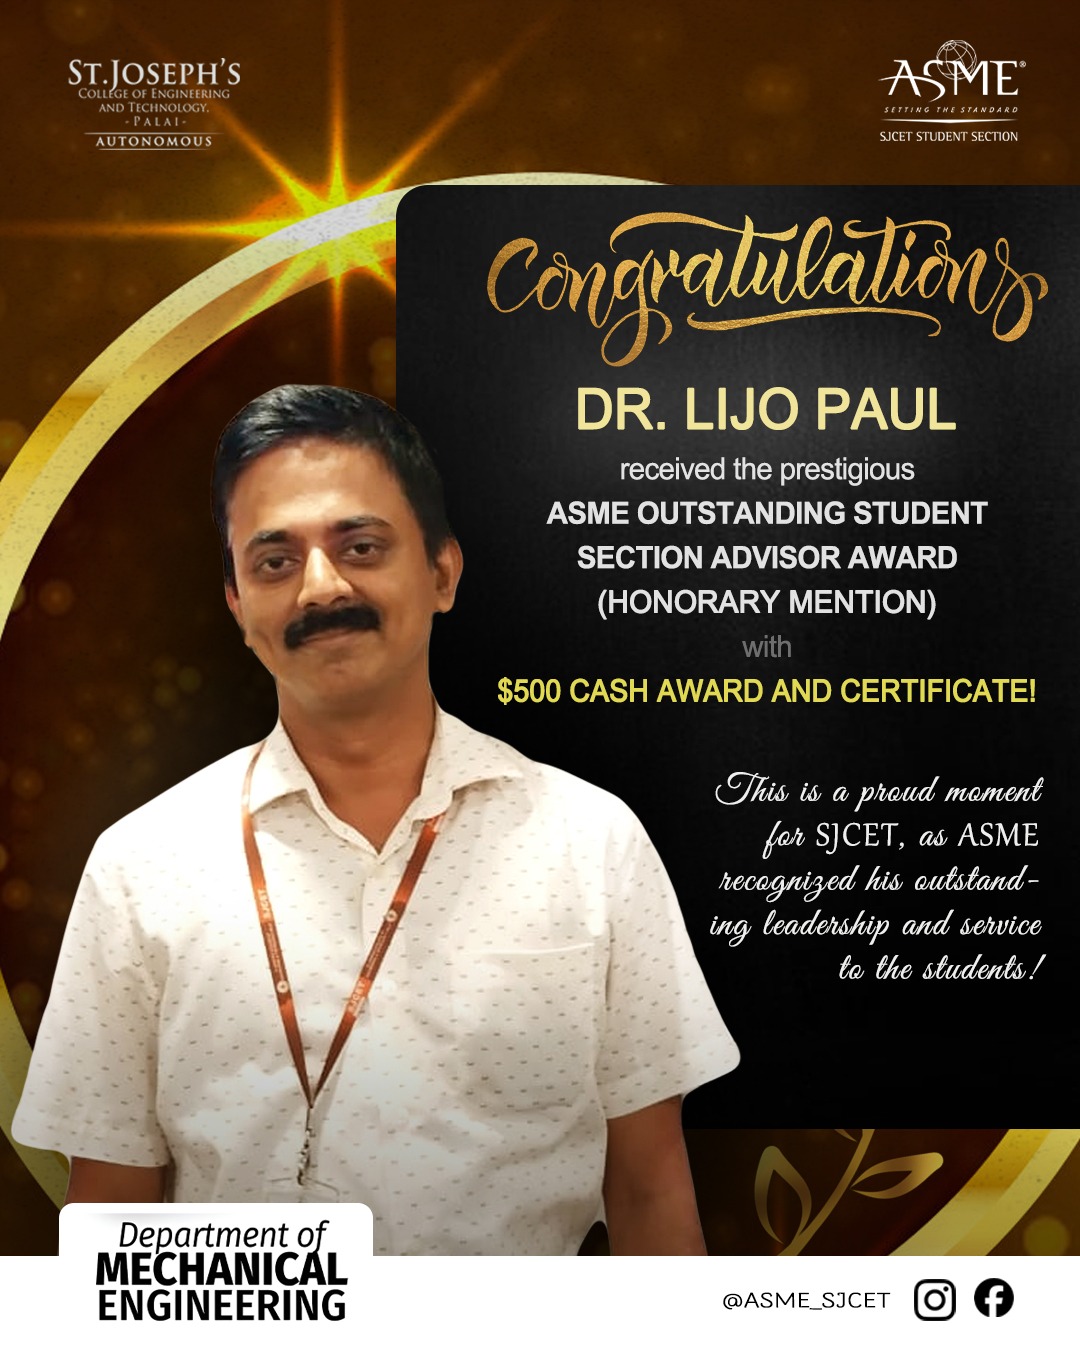 ST.JOSEPH'S
COLLEGE OF ENGINEERING
AND TECHNOLOGY,
-PALAI-
AUTONOMOUS
ASME®
SETTING THE STANDARD
SJCET STUDENT SECTION
Congratulations
DR. LIJO PAUL
received the prestigious
ASME OUTSTANDING STUDENT
SECTION ADVISOR AWARD
(HONORARY MENTION)
with
$500 CASH AWARD AND CERTIFICATE!
This is a proud moment
for SJCET, as ASME
recognized his outstand-
ing leadership and service
to the students!
SJCET
SJCET
Department of
MECHANICAL
ENGINEERING
@ASME_SJCET